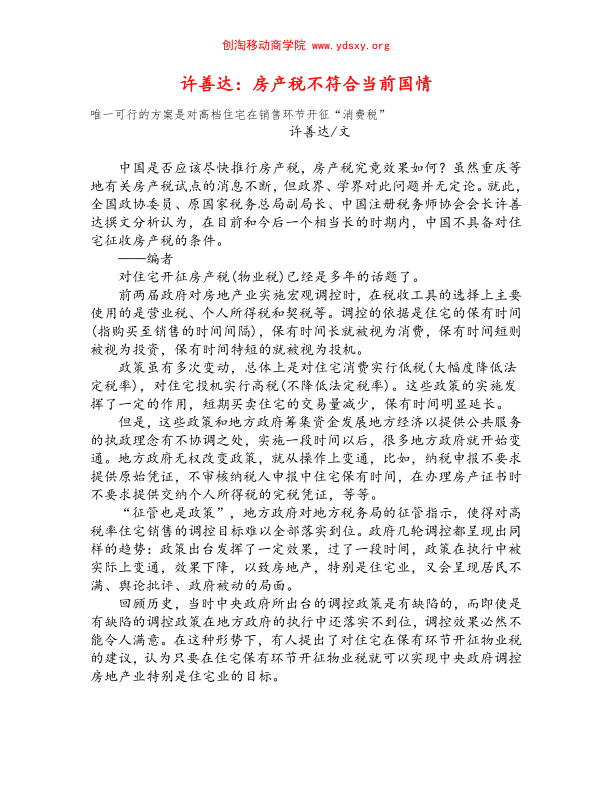 创淘移动商学院 www.ydsxy.org
许善达：房产税不符合当前国情
唯一可行的方案是对高档住宅在销售环节开征“消费税”
许善达/文
中国是否应该尽快推行房产税，房产税究竟效果如何？虽然重庆等
地有关房产税试点的消息不断，但政界、学界对此问题并无定论。就此，
全国政协委员、原国家税务总局副局长、中国注册税务师协会会长许善
达撰文分析认为，在目前和今后一个相当长的时期内，中国不具备对住
宅征收房产税的条件。
——编者
对住宅开征房产税(物业税)已经是多年的话题了。
前两届政府对房地产业实施宏观调控时，在税收工具的选择上主要
使用的是营业税、个人所得税和契税等。调控的依据是住宅的保有时间
(指购买至销售的时间间隔)，保有时间长就被视为消费，保有时间短则
被视为投资，保有时间特短的就被视为投机。
政策虽有多次变动，总体上是对住宅消费实行低税(大幅度降低法
定税率)，对住宅投机实行高税(不降低法定税率)。这些政策的实施发
挥了一定的作用，短期买卖住宅的交易量减少，保有时间明显延长。
但是，这些政策和地方政府筹集资金发展地方经济以提供公共服务
的执政理念有不协调之处，实施一段时间以后，很多地方政府就开始变
通。地方政府无权改变政策，就从操作上变通，比如，纳税申报不要求
提供原始凭证，不审核纳税人申报中住宅保有时间，在办理房产证书时
不要求提供交纳个人所得税的完税凭证，等等。
“征管也是政策”，地方政府对地方税务局的征管指示，使得对高
税率住宅销售的调控目标难以全部落实到位。政府几轮调控都呈现出同
样的趋势：政策出台发挥了一定效果，过了一段时间，政策在执行中被
实际上变通，效果下降，以致房地产，特别是住宅业，又会呈现居民不
满、舆论批评、政府被动的局面。
回顾历史，当时中央政府所出台的调控政策是有缺陷的，而即使是
有缺陷的调控政策在地方政府的执行中还落实不到位，调控效果必然不
能令人满意。在这种形势下，有人提出了对住宅在保有环节开征物业税
的建议，认为只要在住宅保有环节开征物业税就可以实现中央政府调控
房地产业特别是住宅业的目标。